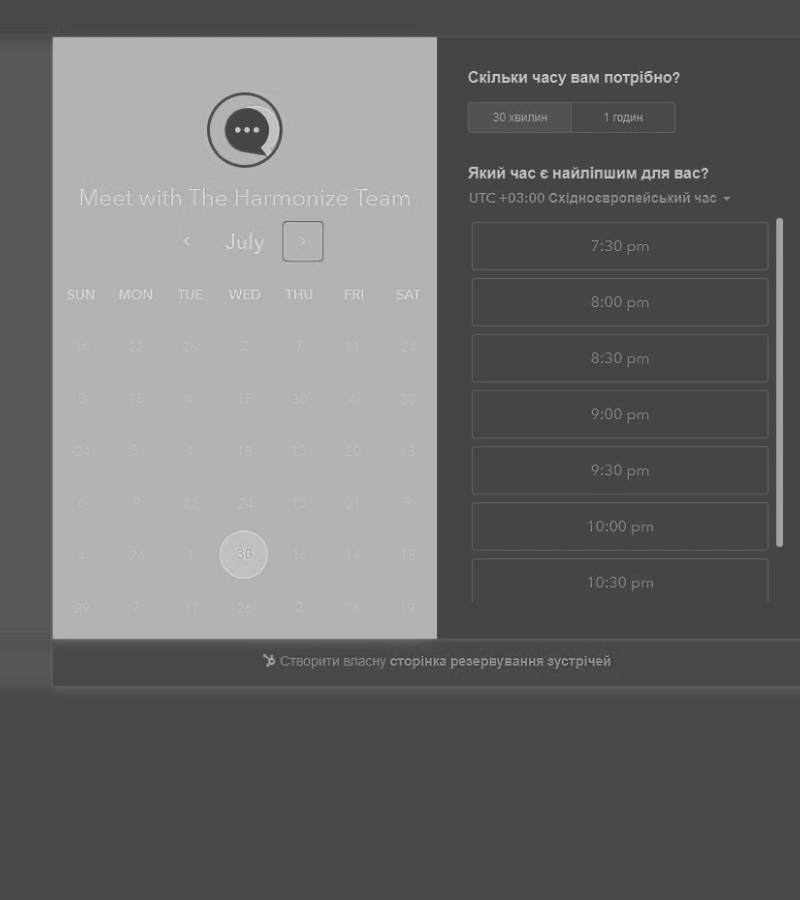 Meet with The Harmonize Team
July
SUN MON TUE WED THU FRI SAT
16 22 26 2 7 11 24
8 15 4 15 30 4 30
24 5 4 18 13 20 18
6 9 22 24 13 21 9
4 24 1 30 16 14 15
29 7 17 26 2 16 19
Скільки часу вам потрібно?
30 хвилин 1 годин
Який час є найліпшим для вас?
UTC +03:00 Східноєвропейський час
7:30 pm
8:00 pm
8:30 pm
9:00 pm
9:30 pm
10:00 pm
10:30 pm
Створити власну сторінка резервування зустрічей